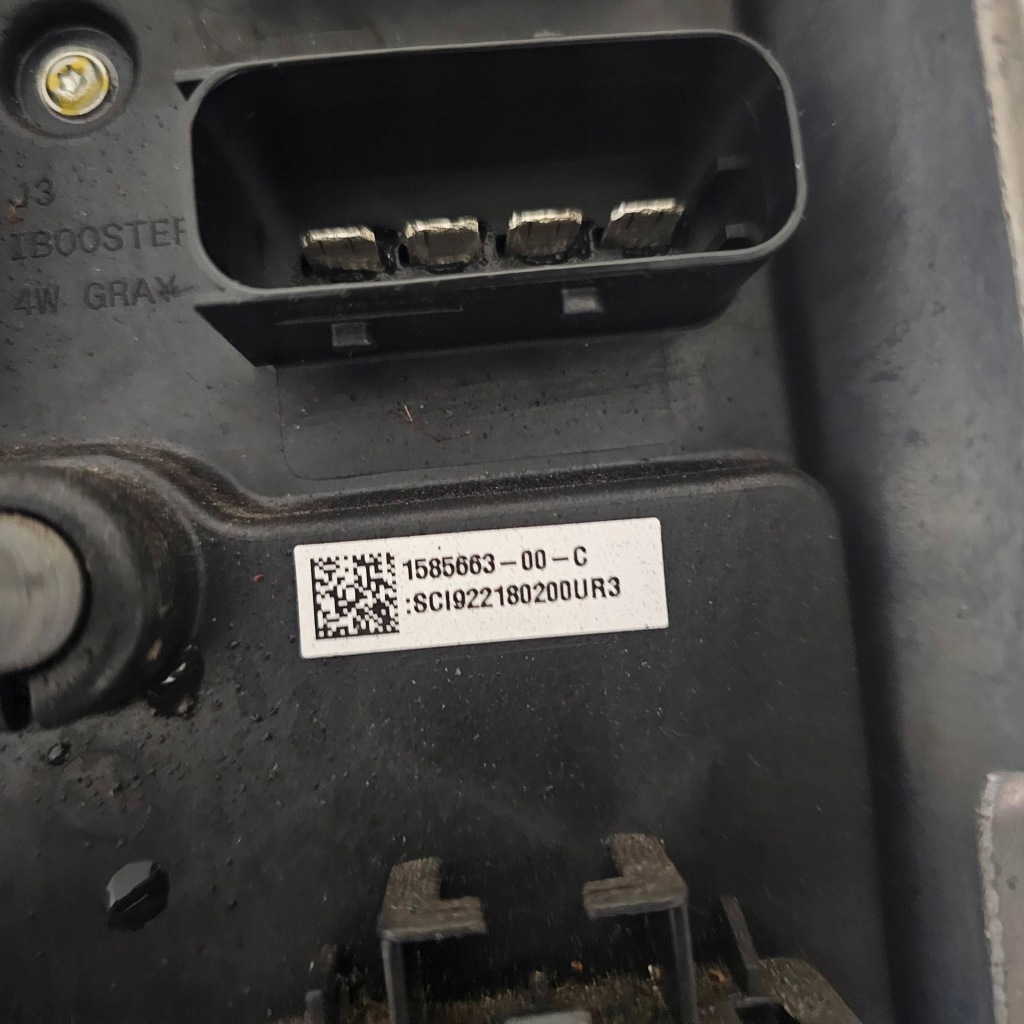 J3
IBOOSTER
4W GRAY
1585663-00-C
:SCI922180200UR3